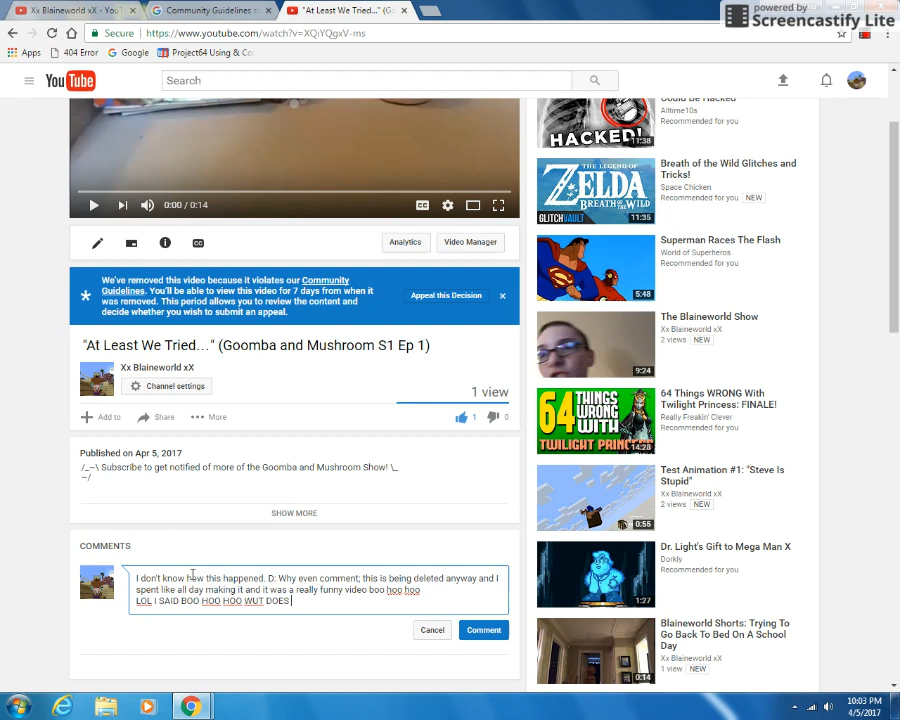 Xx Blaineworld xX - YouT
Community Guidelines s
"At Least We Tried..." (Go
powered by
Screencastify Lite
Secure
https://www.youtube.com/watch?v=XQiYQgxV-ms
Apps
404 Error
Google
Project64 Using & Co
YouTube
Search
0:00 / 0:14
CC
Analytics
Video Manager
We've removed this video because it violates our Community
Guidelines. You'll be able to view this video for 7 days from when it
was removed. This period allows you to review the content and
decide whether you wish to submit an appeal.
Appeal this Decision
"At Least We Tried..." (Goomba and Mushroom S1 Ep 1)
Xx Blaineworld xX
Channel settings
1 view
Add to
Share
More
1
0
Published on Apr 5, 2017
/_~\ Subscribe to get notified of more of the Goomba and Mushroom Show! \_
~/
SHOW MORE
COMMENTS
I don't know how this happened. D: Why even comment; this is being deleted anyway and I
spent like all day making it and it was a really funny video boo hoo hoo
LOL I SAID BOO HOO HOO WUT DOES
Cancel
Comment
HACKED!
11:38
Could Be Hacked
Alltime10s
Recommended for you
THE LEGEND OF
ZELDA
BREATH OF THE WILD
GLITCHVAULT
11:35
Breath of the Wild Glitches and
Tricks!
Space Chicken
Recommended for you
NEW
5:48
Superman Races The Flash
World of Superheros
Recommended for you
9:24
The Blaineworld Show
Xx Blaineworld xX
2 views
NEW
64 THINGS
WRONG
WITH
TWILIGHT PRINCESS
14:28
64 Things WRONG With
Twilight Princess: FINALE!
Really Freakin' Clever
Recommended for you
0:55
Test Animation #1: "Steve Is
Stupid"
Xx Blaineworld xX
2 views
NEW
1:27
Dr. Light's Gift to Mega Man X
Dorkly
Recommended for you
0:14
Blaineworld Shorts: Trying To
Go Back To Bed On A School
Day
Xx Blaineworld xX
Recommended for you
NEW
10:03 PM
4/5/2017